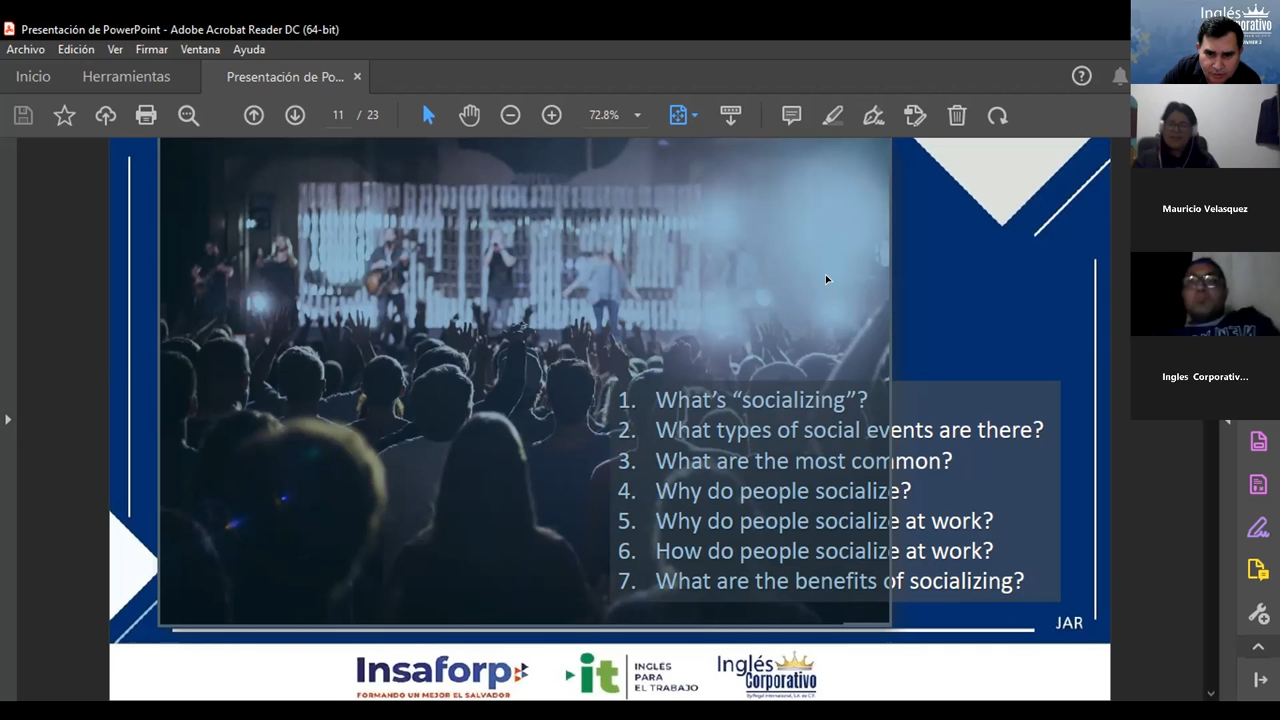 Presentación de PowerPoint - Adobe Acrobat Reader DC (64-bit)
Archivo Edición Ver Firmar Ventana Ayuda
Inicio Herramientas Presentación de Po...
11 / 23 72.8%
1. What's “socializing”?
2. What types of social events are there?
3. What are the most common?
4. Why do people socialize?
5. Why do people socialize at work?
6. How do people socialize at work?
7. What are the benefits of socializing?
JAR
Insaforp
FORMANDO UN MEJOR EL SALVADOR
it
INGLÉS
PARA
EL TRABAJO
Inglés
Corporativo
Inglés
Mauricio Velasquez
Ingles Corporativ...